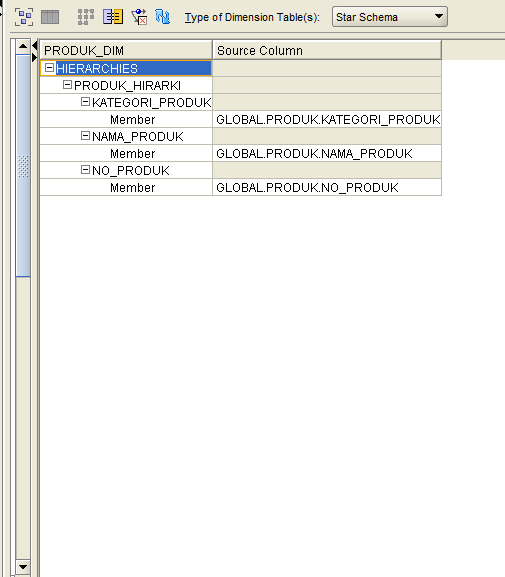 Type of Dimension Table(s): Star Schema
PRODUK_DIM Source Column
HIERARCHIES
PRODUK_HIRARKI
KATEGORI_PRODUK
Member GLOBAL.PRODUK.KATEGORI_PRODUK
NAMA_PRODUK
Member GLOBAL.PRODUK.NAMA_PRODUK
NO_PRODUK
Member GLOBAL.PRODUK.NO_PRODUK